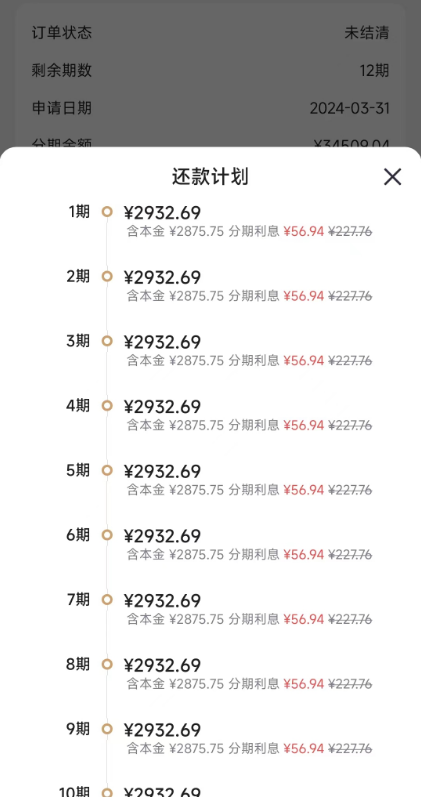 订单状态 未结清
剩余期数 12期
申请日期 2024-03-31
分期金额 ¥34509.04
还款计划
1期 ¥2932.69
含本金 ¥2875.75 分期利息 ¥56.94 ¥227.76
2期 ¥2932.69
含本金 ¥2875.75 分期利息 ¥56.94 ¥227.76
3期 ¥2932.69
含本金 ¥2875.75 分期利息 ¥56.94 ¥227.76
4期 ¥2932.69
含本金 ¥2875.75 分期利息 ¥56.94 ¥227.76
5期 ¥2932.69
含本金 ¥2875.75 分期利息 ¥56.94 ¥227.76
6期 ¥2932.69
含本金 ¥2875.75 分期利息 ¥56.94 ¥227.76
7期 ¥2932.69
含本金 ¥2875.75 分期利息 ¥56.94 ¥227.76
8期 ¥2932.69
含本金 ¥2875.75 分期利息 ¥56.94 ¥227.76
9期 ¥2932.69
含本金 ¥2875.75 分期利息 ¥56.94 ¥227.76
10期 ¥2932.69